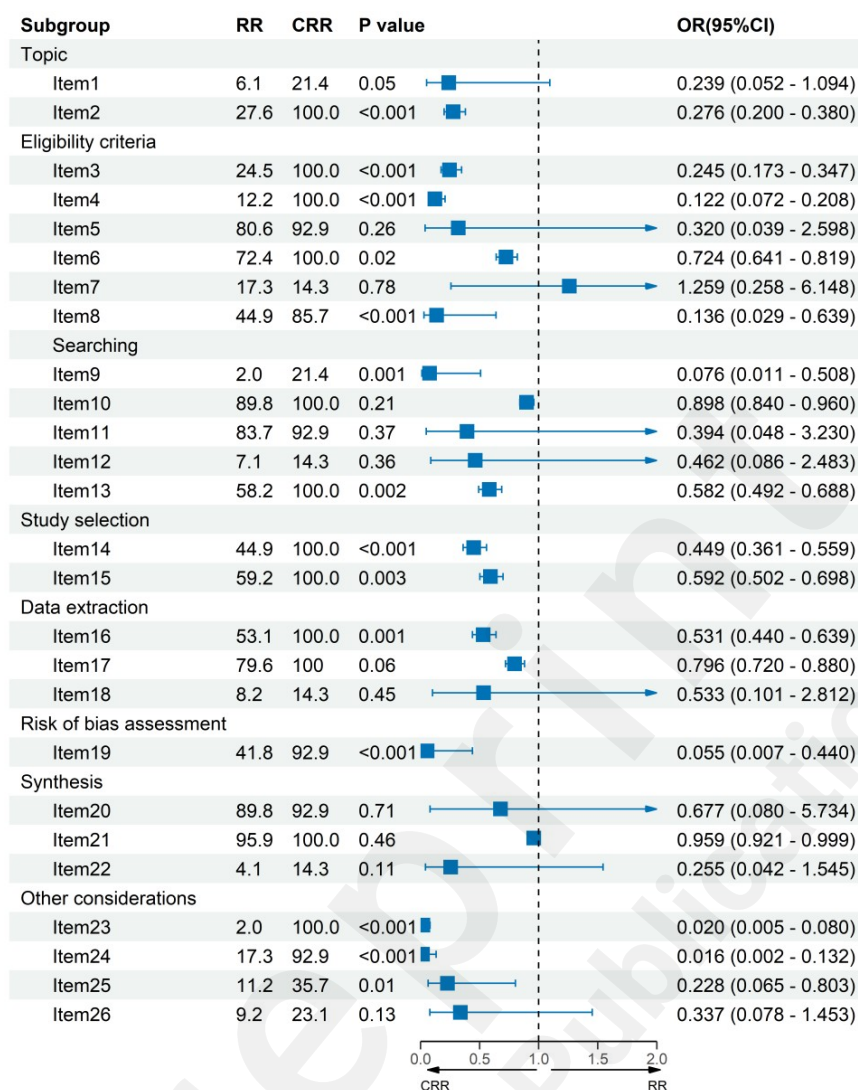 Subgroup RR CRR P value OR(95%CI)
Topic
Item1 6.1 21.4 0.05 0.239 (0.052 - 1.094)
Item2 27.6 100.0 <0.001 0.276 (0.200 - 0.380)
Eligibility criteria
Item3 24.5 100.0 <0.001 0.245 (0.173 - 0.347)
Item4 12.2 100.0 <0.001 0.122 (0.072 - 0.208)
Item5 80.6 92.9 0.26 0.320 (0.039 - 2.598)
Item6 72.4 100.0 0.02 0.724 (0.641 - 0.819)
Item7 17.3 14.3 0.78 1.259 (0.258 - 6.148)
Item8 44.9 85.7 <0.001 0.136 (0.029 - 0.639)
Searching
Item9 2.0 21.4 0.001 0.076 (0.011 - 0.508)
Item10 89.8 100.0 0.21 0.898 (0.840 - 0.960)
Item11 83.7 92.9 0.37 0.394 (0.048 - 3.230)
Item12 7.1 14.3 0.36 0.462 (0.086 - 2.483)
Item13 58.2 100.0 0.002 0.582 (0.492 - 0.688)
Study selection
Item14 44.9 100.0 <0.001 0.449 (0.361 - 0.559)
Item15 59.2 100.0 0.003 0.592 (0.502 - 0.698)
Data extraction
Item16 53.1 100.0 0.001 0.531 (0.440 - 0.639)
Item17 79.6 100 0.06 0.796 (0.720 - 0.880)
Item18 8.2 14.3 0.45 0.533 (0.101 - 2.812)
Risk of bias assessment
Item19 41.8 92.9 <0.001 0.055 (0.007 - 0.440)
Synthesis
Item20 89.8 92.9 0.71 0.677 (0.080 - 5.734)
Item21 95.9 100.0 0.46 0.959 (0.921 - 0.999)
Item22 4.1 14.3 0.11 0.255 (0.042 - 1.545)
Other considerations
Item23 2.0 100.0 <0.001 0.020 (0.005 - 0.080)
Item24 17.3 92.9 <0.001 0.016 (0.002 - 0.132)
Item25 11.2 35.7 0.01 0.228 (0.065 - 0.803)
Item26 9.2 23.1 0.13 0.337 (0.078 - 1.453)
0.0 0.5 1.0 1.5 2.0
CRR RR